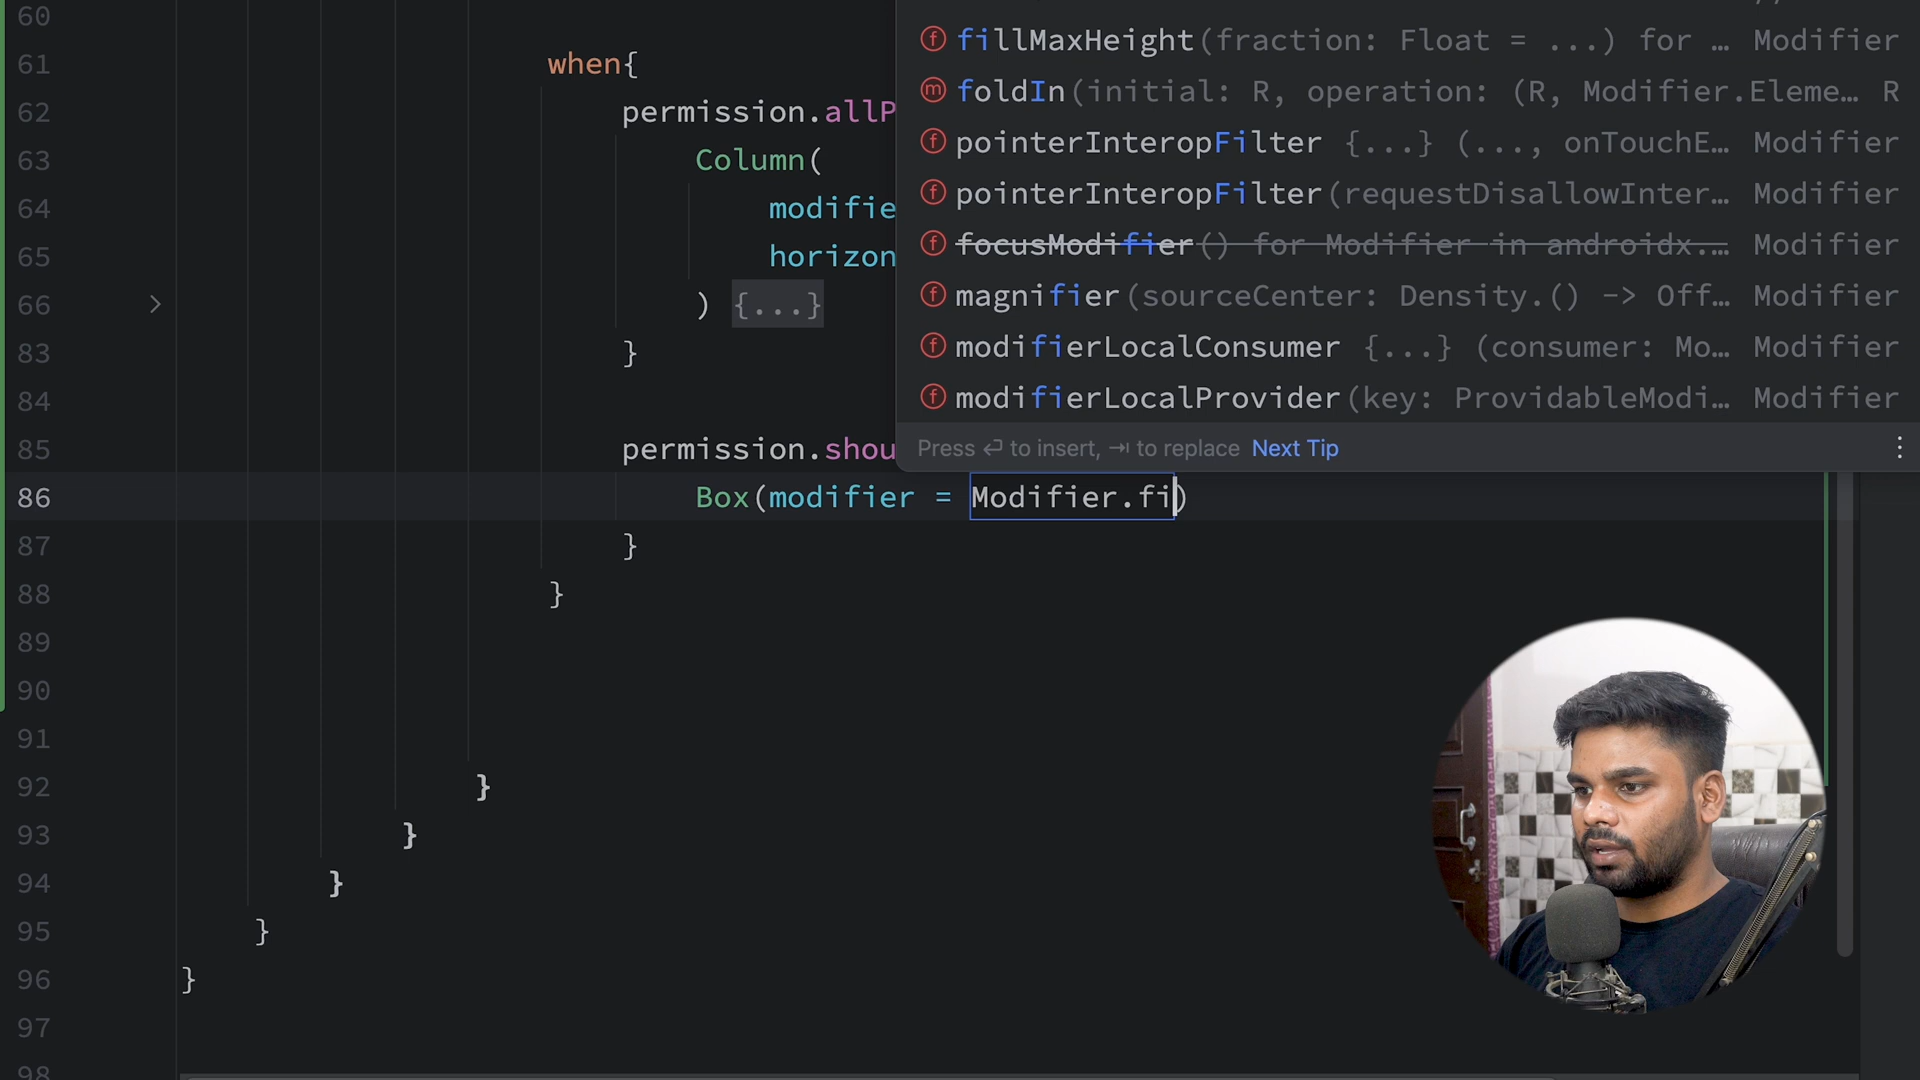 60
61 when{
62 permission.allP
63 Column(
64 modifie
65 horizon
66 ) {...}
83 }
84
85 permission.shou
86 Box(modifier = Modifier.fi)
87 }
88 }
89
90
91
92 }
93 }
94 }
95 }
96 }
97
98
fillMaxHeight(fraction: Float = ...) for … Modifier
foldIn(initial: R, operation: (R, Modifier.Eleme… R
pointerInteropFilter {...} (..., onTouchE… Modifier
pointerInteropFilter(requestDisallowInter… Modifier
focusModifier() for Modifier in androidx.… Modifier
magnifier(sourceCenter: Density.() -> Off… Modifier
modifierLocalConsumer {...} (consumer: Mo… Modifier
modifierLocalProvider(key: ProvidableModi… Modifier
Press ⏎ to insert, ⇥ to replace Next Tip